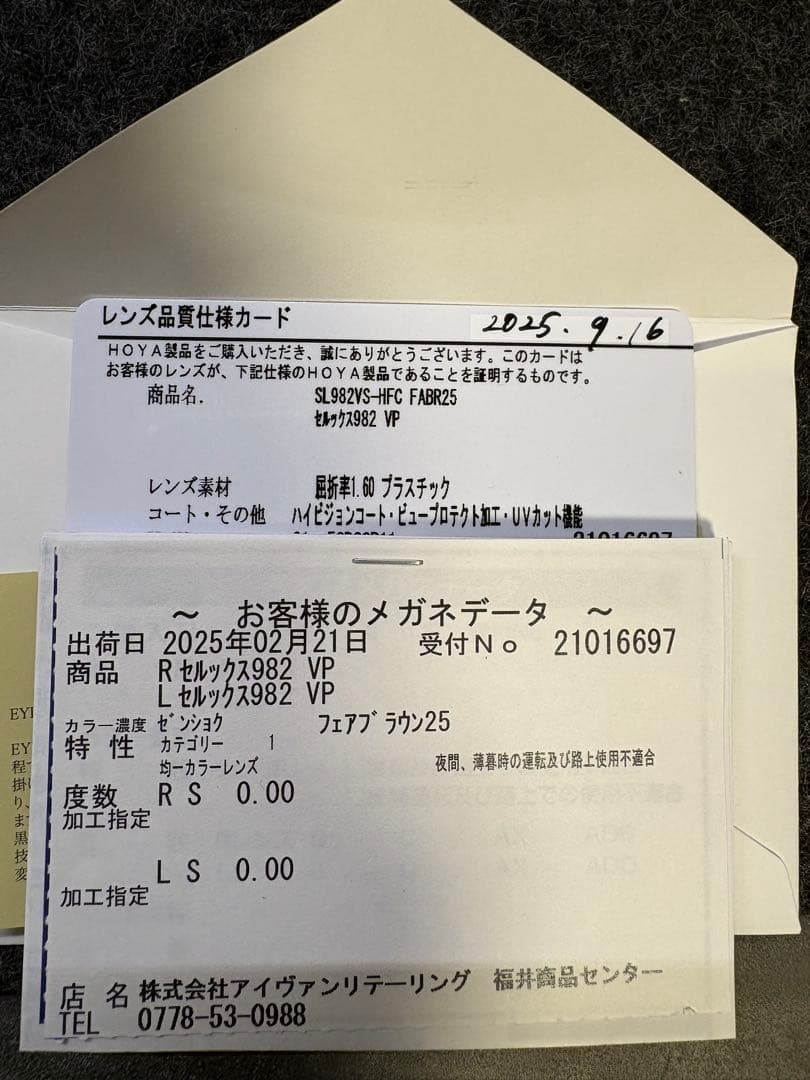 レンズ品質仕様カード 2025.9.16
HOYA製品をご購入いただき、誠にありがとうございます。このカードは
お客様のレンズが、下記仕様のHOYA製品であることを証明するものです。
商品名. SL982VS-HFC FABR25
セルックス982 VP
レンズ素材 屈折率1.60 プラスチック
コート・その他 ハイビジョンコート・ビュープロテクト加工・UVカット機能
21016697
～ お客様のメガネデータ ～
出荷日 2025年02月21日 受付No 21016697
商品 R セルックス982 VP
L セルックス982 VP
カラー濃度 ゼンショク フェアブラウン25
特性 カテゴリー 1
均一カラーレンズ 夜間、薄暮時の運転及び路上使用不適合
度数 R S 0.00
加工指定
L S 0.00
加工指定
店名 株式会社アイヴァンリテーリング 福井商品センター
TEL 0778-53-0988
EY
EY
程
掛
り、
ま
黒
技
変